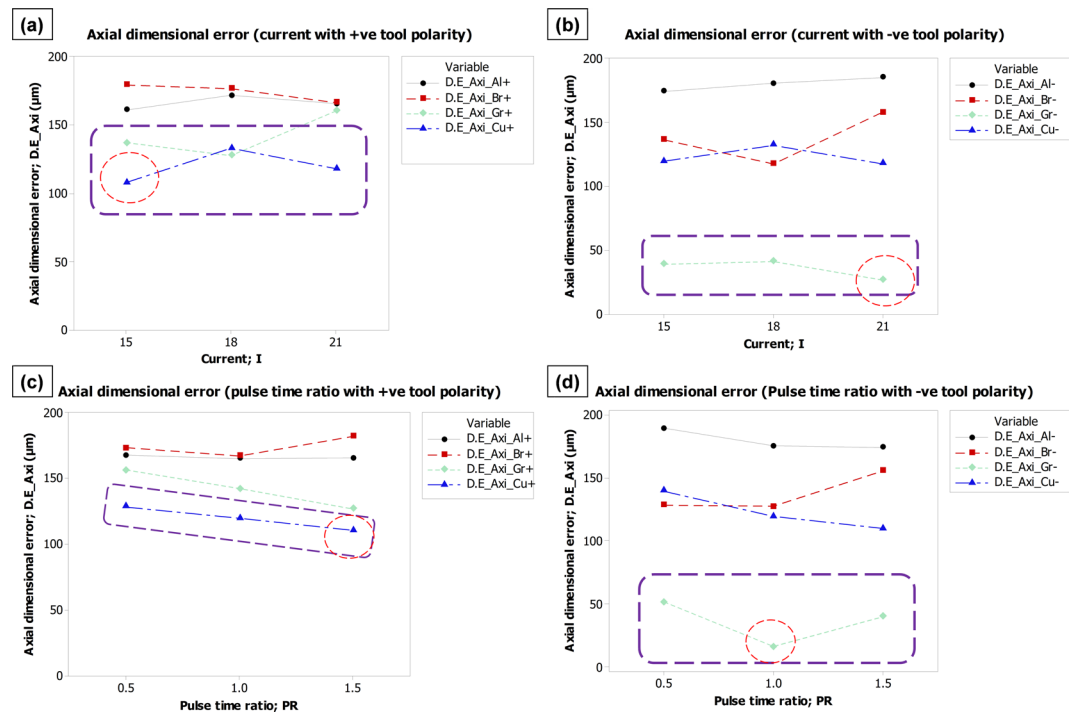 (a)
Axial dimensional error (current with +ve tool polarity)
Axial dimensional error; D.E_Axi (µm)
200
150
100
50
0
15
18
21
Current; I
Variable
D.E_Axi_Al+
D.E_Axi_Br+
D.E_Axi_Gr+
D.E_Axi_Cu+
(b)
Axial dimensional error (current with -ve tool polarity)
Axial dimensional error; D.E_Axi (µm)
200
150
100
50
0
15
18
21
Current; I
Variable
D.E_Axi_Al-
D.E_Axi_Br-
D.E_Axi_Gr-
D.E_Axi_Cu-
(c)
Axial dimensional error (pulse time ratio with +ve tool polarity)
Axial dimensional error; D.E_Axi (µm)
200
150
100
50
0
0.5
1.0
1.5
Pulse time ratio; PR
Variable
D.E_Axi_Al+
D.E_Axi_Br+
D.E_Axi_Gr+
D.E_Axi_Cu+
(d)
Axial dimensional error (Pulse time ratio with -ve tool polarity)
Axial dimensional error; D.E_Axi (µm)
200
150
100
50
0
0.5
1.0
1.5
Pulse time ratio; PR
Variable
D.E_Axi_Al-
D.E_Axi_Br-
D.E_Axi_Gr-
D.E_Axi_Cu-